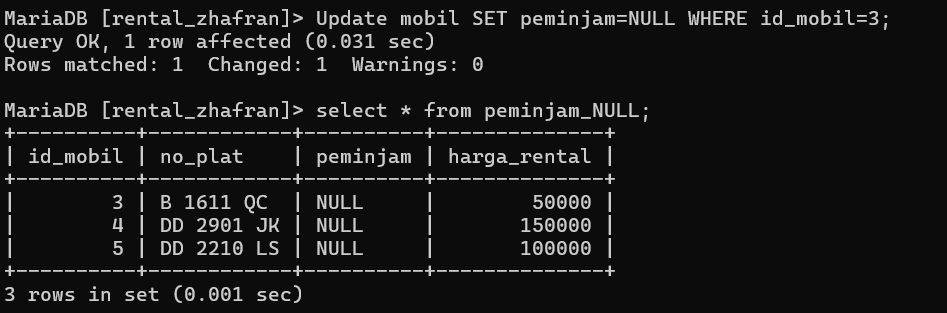 MariaDB [rental_zhafran]> Update mobil SET peminjam=NULL WHERE id_mobil=3;
Query OK, 1 row affected (0.031 sec)
Rows matched: 1  Changed: 1  Warnings: 0

MariaDB [rental_zhafran]> select * from peminjam_NULL;
+----------+------------+----------+--------------+
| id_mobil | no_plat    | peminjam | harga_rental |
+----------+------------+----------+--------------+
|        3 | B 1611 QC  | NULL     |        50000 |
|        4 | DD 2901 JK | NULL     |       150000 |
|        5 | DD 2210 LS | NULL     |       100000 |
+----------+------------+----------+--------------+
3 rows in set (0.001 sec)